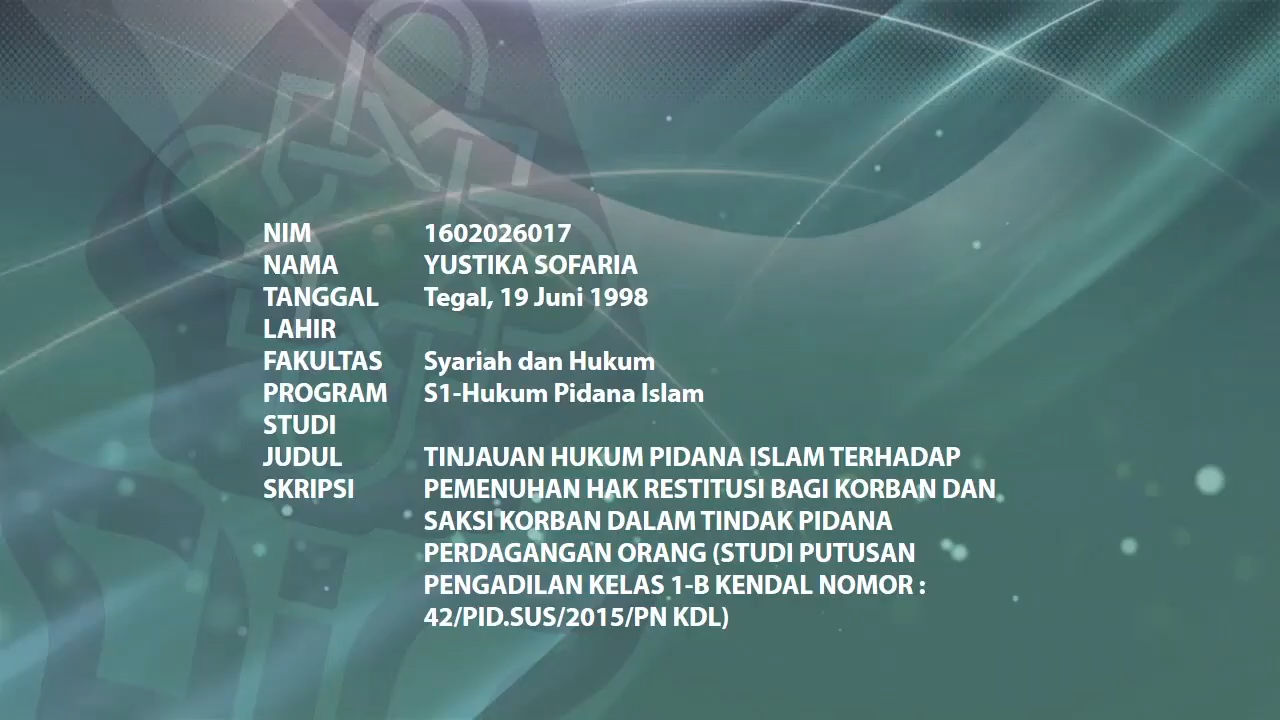 NIM 1602026017
NAMA YUSTIKA SOFARIA
TANGGAL Tegal, 19 Juni 1998
LAHIR
FAKULTAS Syariah dan Hukum
PROGRAM S1-Hukum Pidana Islam
STUDI
JUDUL TINJAUAN HUKUM PIDANA ISLAM TERHADAP
SKRIPSI PEMENUHAN HAK RESTITUSI BAGI KORBAN DAN
SAKSI KORBAN DALAM TINDAK PIDANA
PERDAGANGAN ORANG (STUDI PUTUSAN
PENGADILAN KELAS 1-B KENDAL NOMOR :
42/PID.SUS/2015/PN KDL)